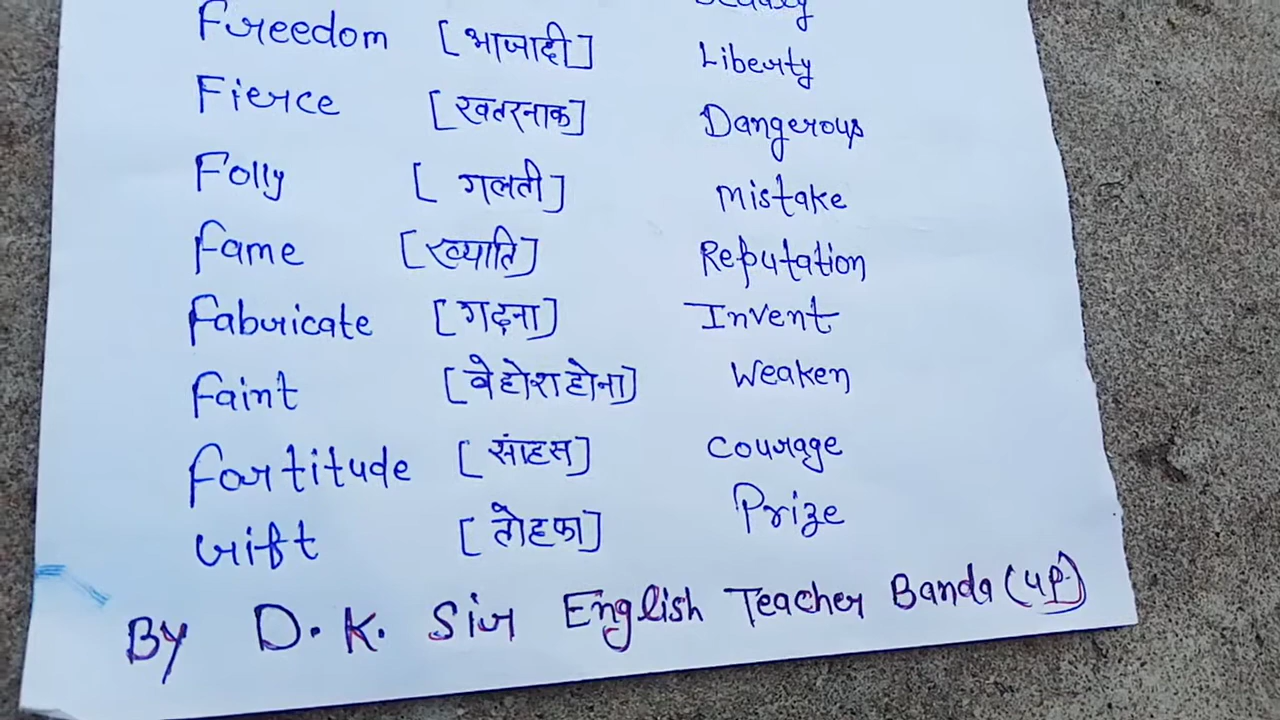 Freedom [आजादी] Liberty
Fierce [खतरनाक] Dangerous
Folly [गलती] Mistake
Fame [ख्याति] Reputation
Fabricate [गढ़ना] Invent
Faint [वेहोश होना] Weaken
Fortitude [सांहस] Courage
Gift [तोहफा] Prize
By D.K. Sir English Teacher Banda (UP)